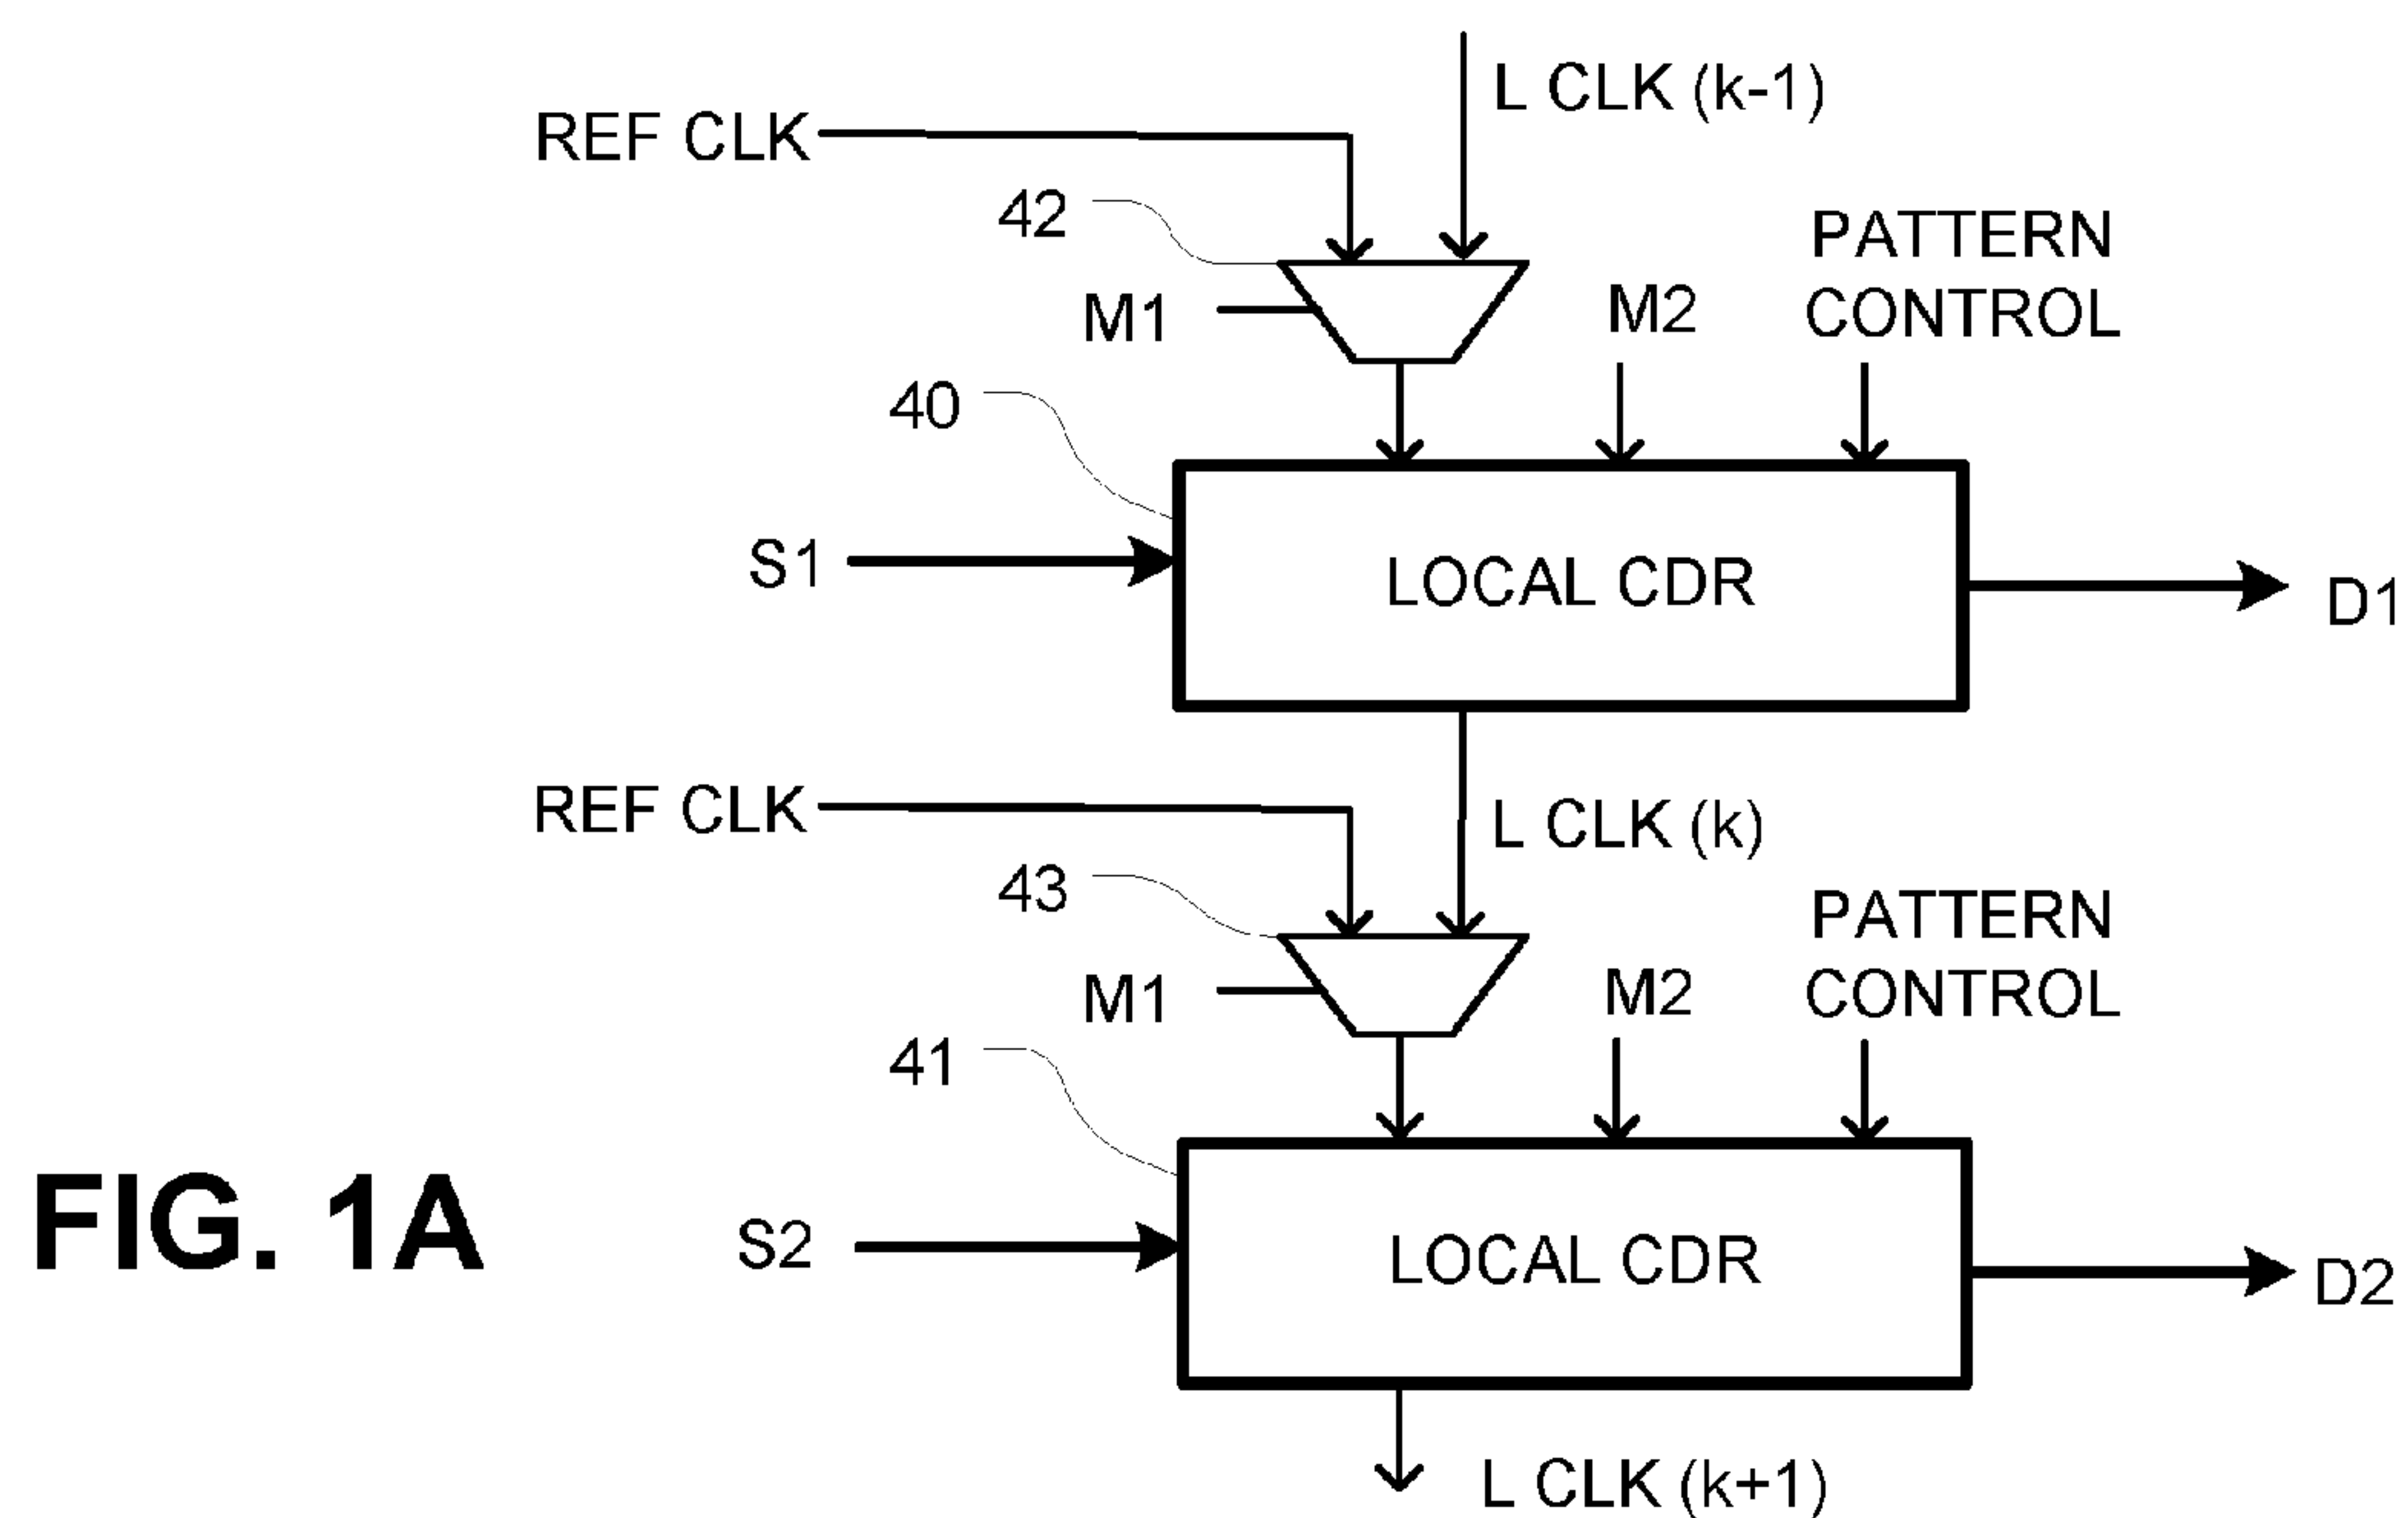 L CLK (k-1)
REF CLK
42
PATTERN
CONTROL
M1
M2
40
S1
LOCAL CDR
D1
REF CLK
L CLK (k)
43
PATTERN
CONTROL
M1
M2
41
FIG. 1A
S2
LOCAL CDR
D2
L CLK (k+1)